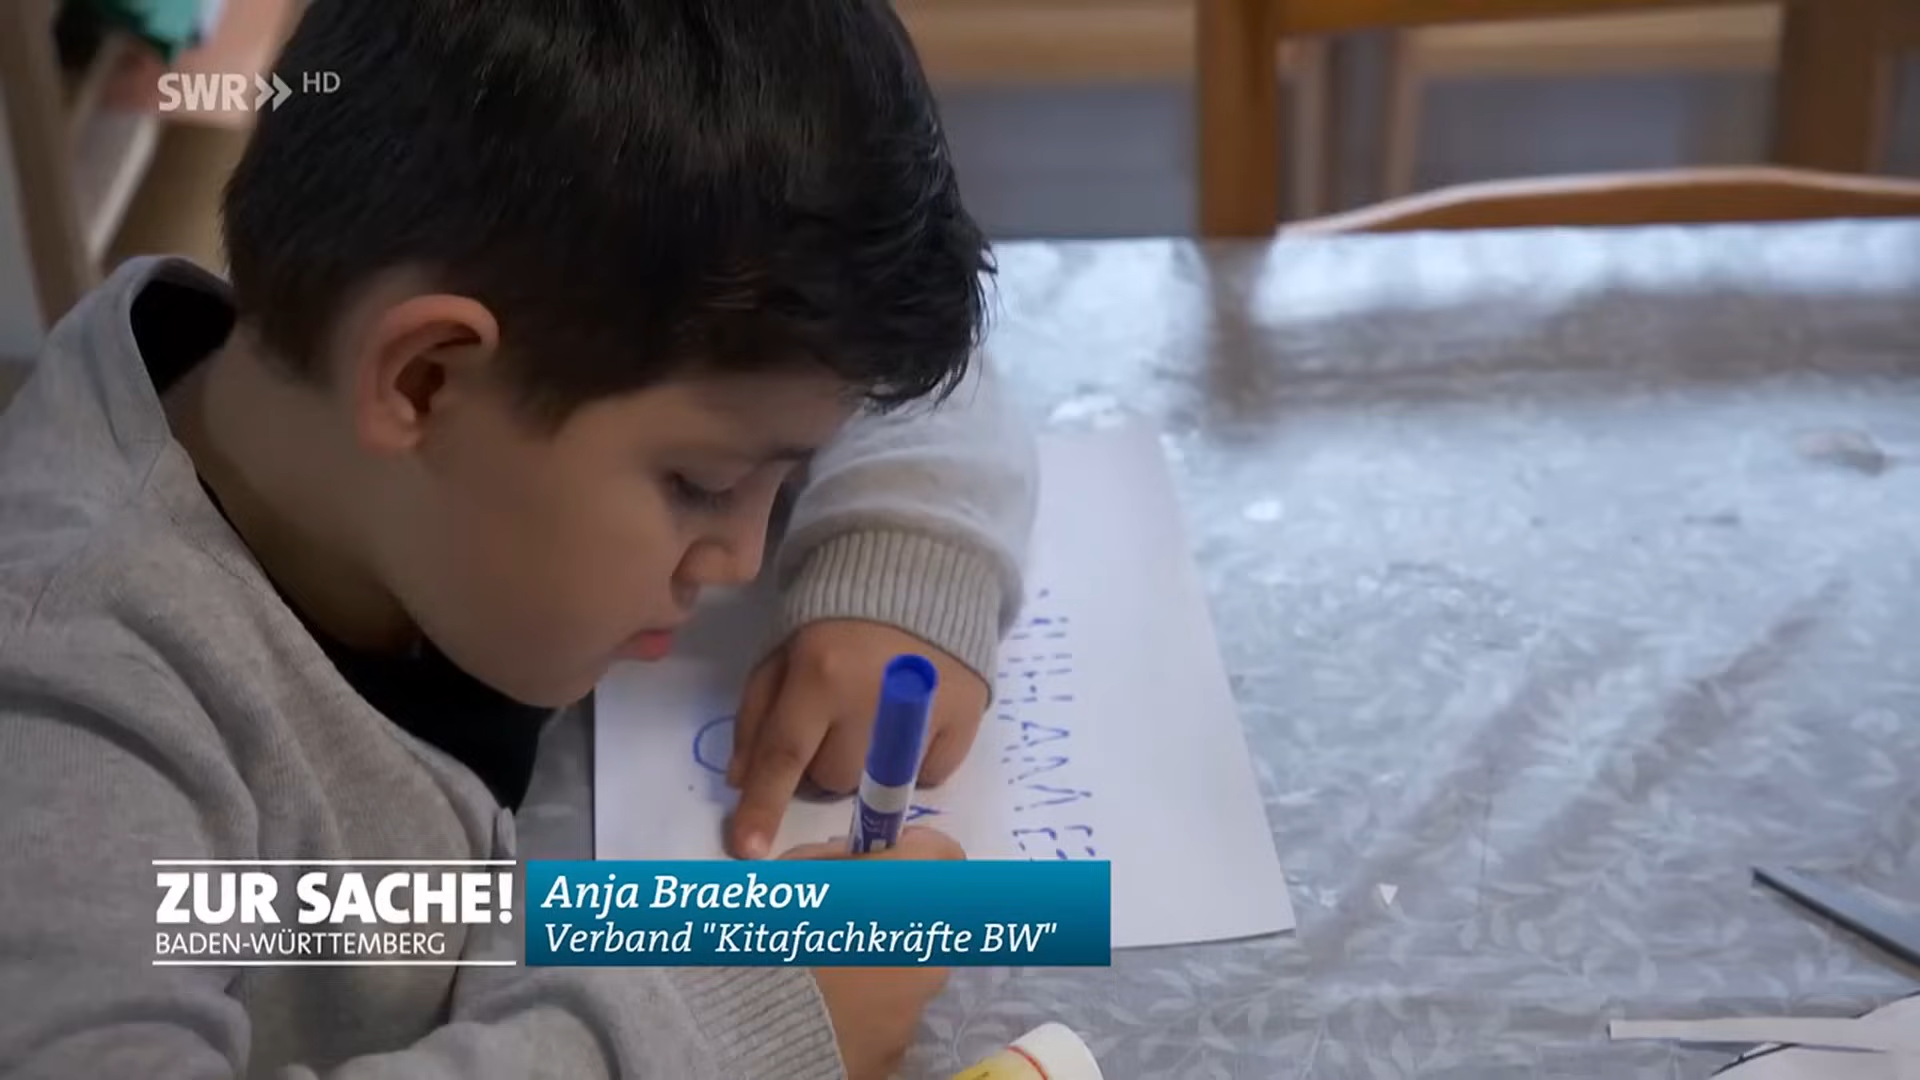 SWR HD
ZUR SACHE!
BADEN-WÜRTTEMBERG
Anja Braekow
Verband "Kitafachkräfte BW"